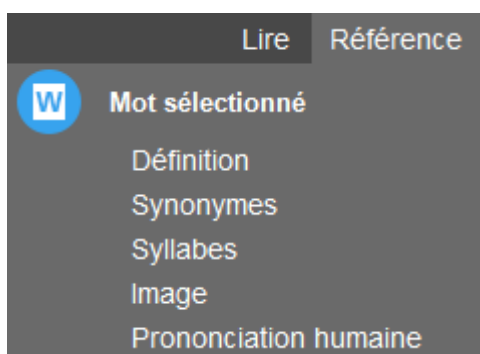 Lire Référence
W Mot sélectionné
Définition
Synonymes
Syllabes
Image
Prononciation humaine